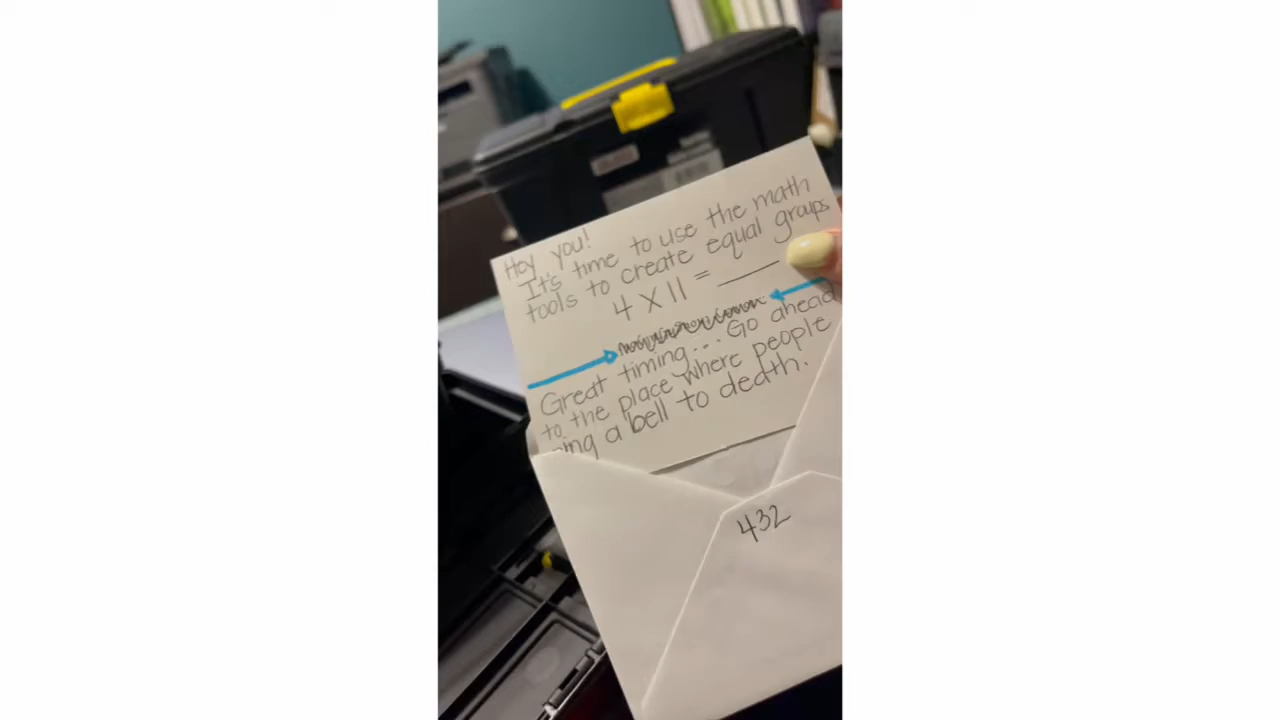 Hey you!
It's time to use the math
tools to create equal groups
4 X 11 = ____
Great timing... Go ahead
to the place where people
ring a bell to death.
432